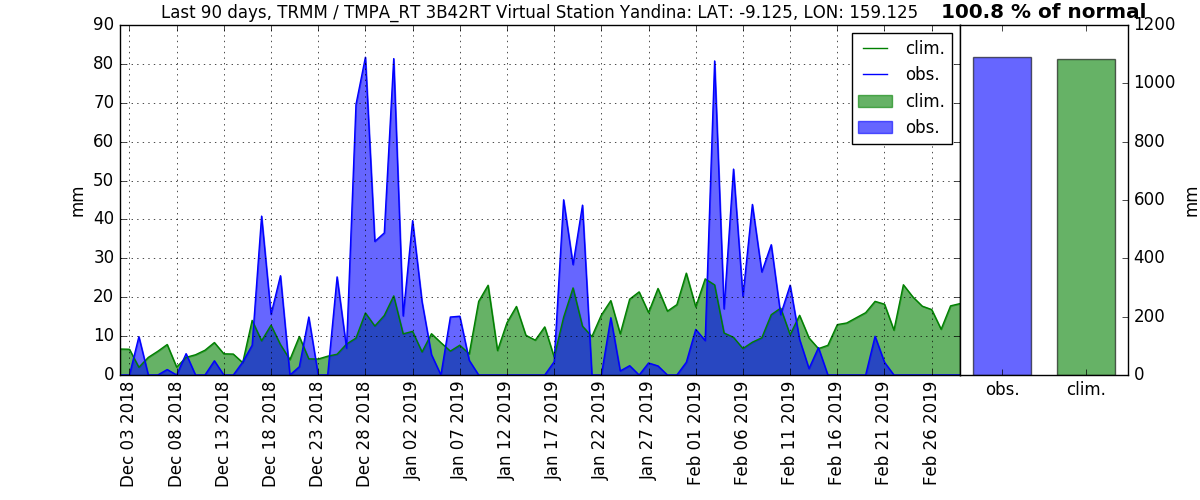 Last 90 days, TRMM / TMPA_RT 3B42RT Virtual Station Yandina: LAT: -9.125, LON: 159.125
100.8 % of normal
90
80
70
60
50
40
30
20
10
0
mm
clim.
obs.
clim.
obs.
1200
1000
800
600
400
200
0
mm
obs.
clim.
Dec 03 2018
Dec 08 2018
Dec 13 2018
Dec 18 2018
Dec 23 2018
Dec 28 2018
Jan 02 2019
Jan 07 2019
Jan 12 2019
Jan 17 2019
Jan 22 2019
Jan 27 2019
Feb 01 2019
Feb 06 2019
Feb 11 2019
Feb 16 2019
Feb 21 2019
Feb 26 2019